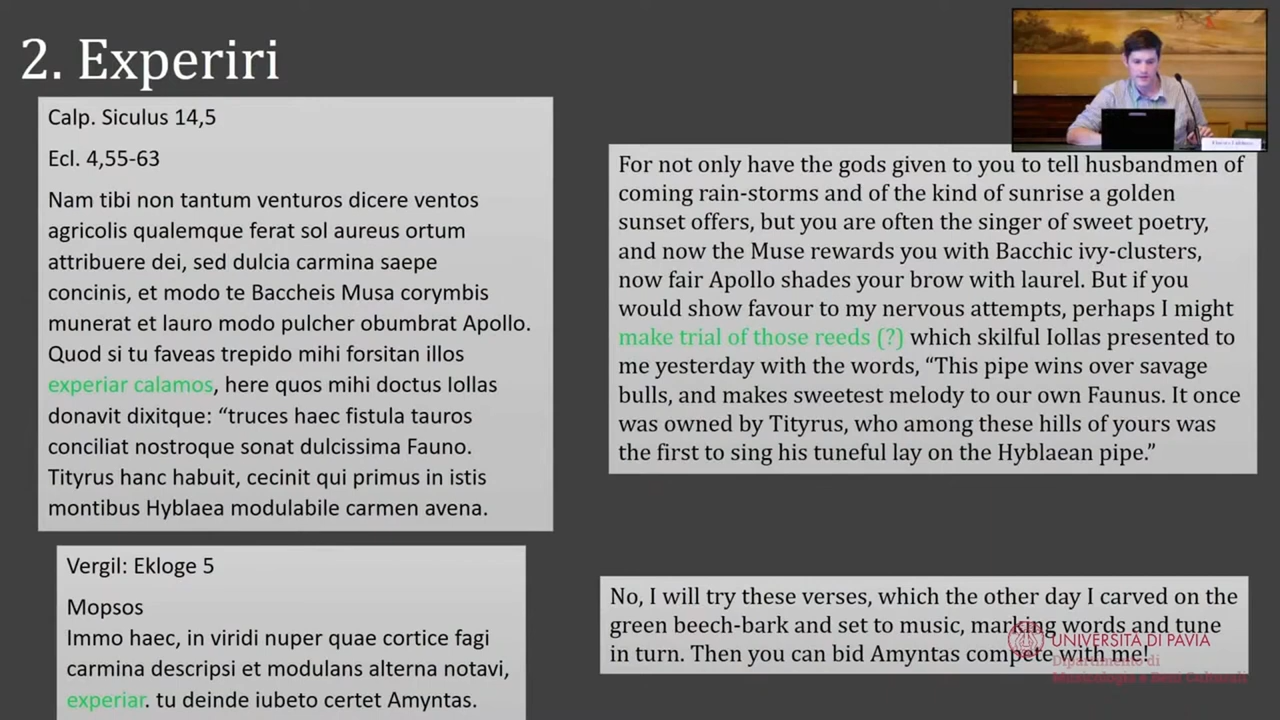 2. Experiri
Calp. Siculus 14,5
Ecl. 4,55-63
Nam tibi non tantum venturos dicere ventos
agricolis qualemque ferat sol aureus ortum
attribuere dei, sed dulcia carmina saepe
concinis, et modo te Baccheis Musa corymbis
munerat et lauro modo pulcher obumbrat Apollo.
Quod si tu faveas trepido mihi forsitan illos
experiar calamos, here quos mihi doctus Iollas
donavit dixitque: “truces haec fistula tauros
conciliat nostroque sonat dulcissima Fauno.
Tityrus hanc habuit, cecinit qui primus in istis
montibus Hyblaea modulabile carmen avena.
For not only have the gods given to you to tell husbandmen of
coming rain-storms and of the kind of sunrise a golden
sunset offers, but you are often the singer of sweet poetry,
and now the Muse rewards you with Bacchic ivy-clusters,
now fair Apollo shades your brow with laurel. But if you
would show favour to my nervous attempts, perhaps I might
make trial of those reeds (?) which skilful Iollas presented to
me yesterday with the words, “This pipe wins over savage
bulls, and makes sweetest melody to our own Faunus. It once
was owned by Tityrus, who among these hills of yours was
the first to sing his tuneful lay on the Hyblaean pipe.”
Vergil: Ekloge 5
Mopsos
Immo haec, in viridi nuper quae cortice fagi
carmina descripsi et modulans alterna notavi,
experiar. tu deinde iubeto certet Amyntas.
No, I will try these verses, which the other day I carved on the
green beech-bark and set to music, marking words and tune
in turn. Then you can bid Amyntas compete with me!
UNIVERSITÀ DI PAVIA
Dipartimento di
Musicologia e Beni Culturali